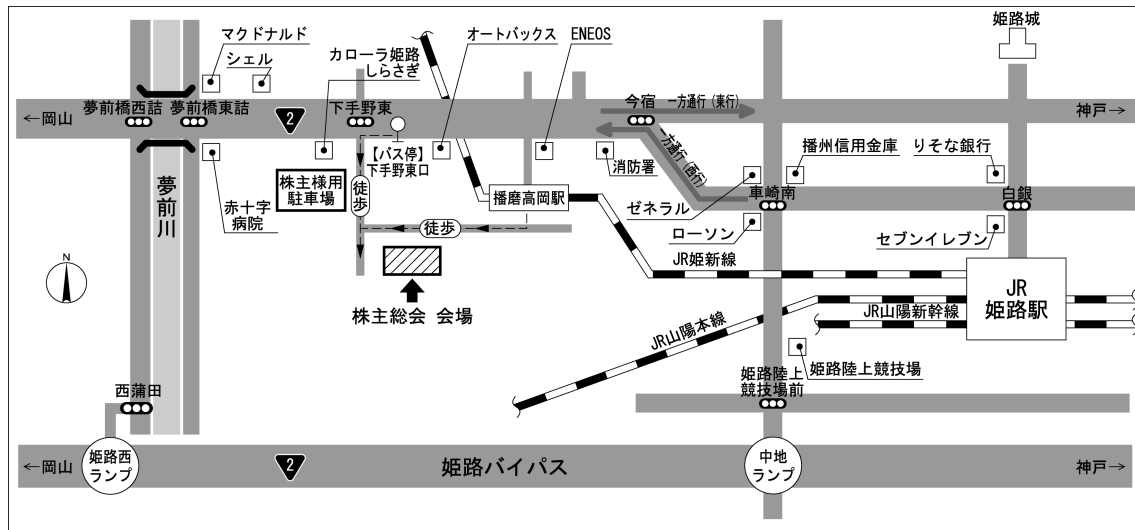 マクドナルド
シェル
カローラ姫路
しらさぎ
オートバックス
ENEOS
姫路城
←岡山
夢前橋西詰
夢前橋東詰
2
下手野東
今宿
一方通行（東行）
神戸→
【バス停】
下手野東口
一方通行（西行）
消防署
播州信用金庫
りそな銀行
夢前川
赤十字
病院
株主様用
駐車場
徒歩
播磨高岡駅
ゼネラル
車崎南
白銀
徒歩
ローソン
セブンイレブン
N
JR姫新線
JR
姫路駅
株主総会 会場
JR山陽本線
JR山陽新幹線
姫路陸上
競技場前
姫路陸上競技場
西蒲田
←岡山
姫路西
ランプ
2
姫路バイパス
中地
ランプ
神戸→